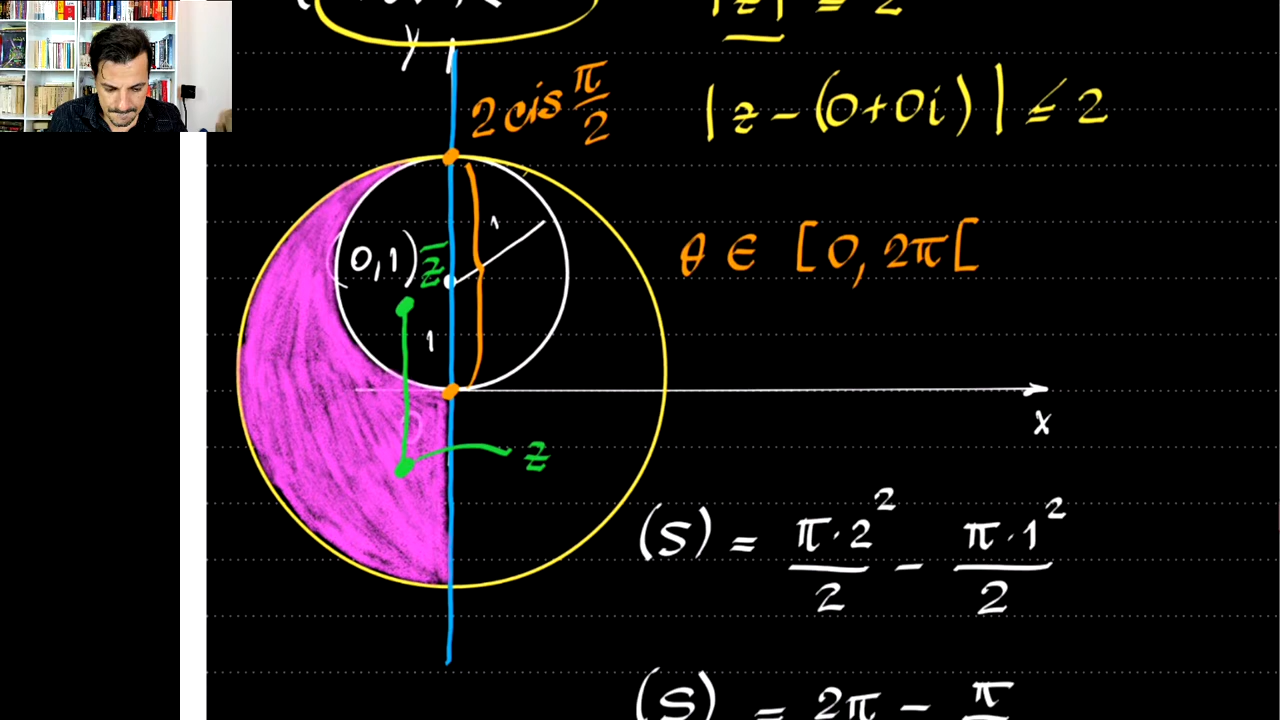 |z| ≤ 2
y
2 cis π/2
|z - (0+0i)| ≤ 2
1
θ ∈ [0, 2π[
0,1)
z̅
1
x
z
(S) = π·2²/2 - π·1²/2
(S) = 2π - π